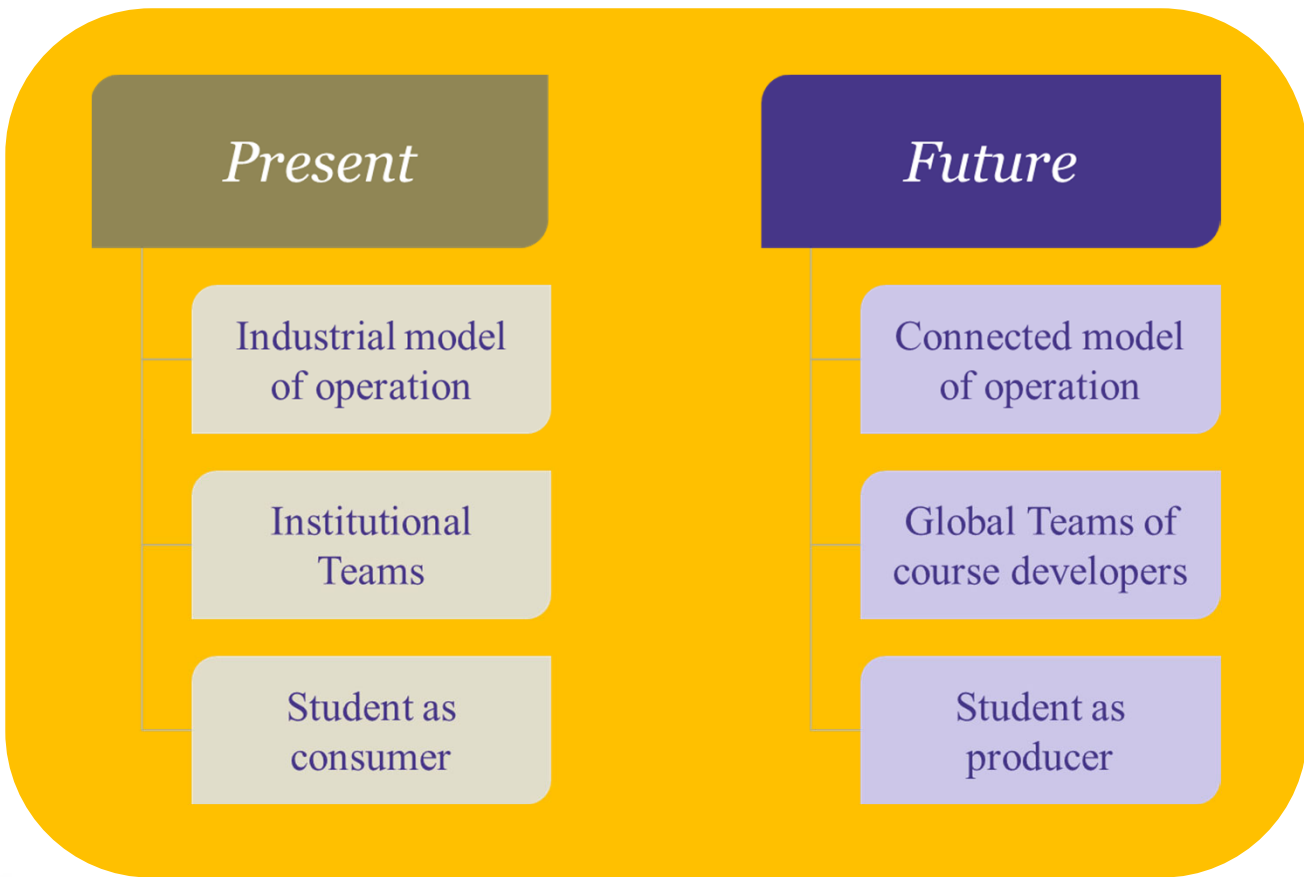 Present
Industrial model
of operation
Institutional
Teams
Student as
consumer
Future
Connected model
of operation
Global Teams of
course developers
Student as
producer